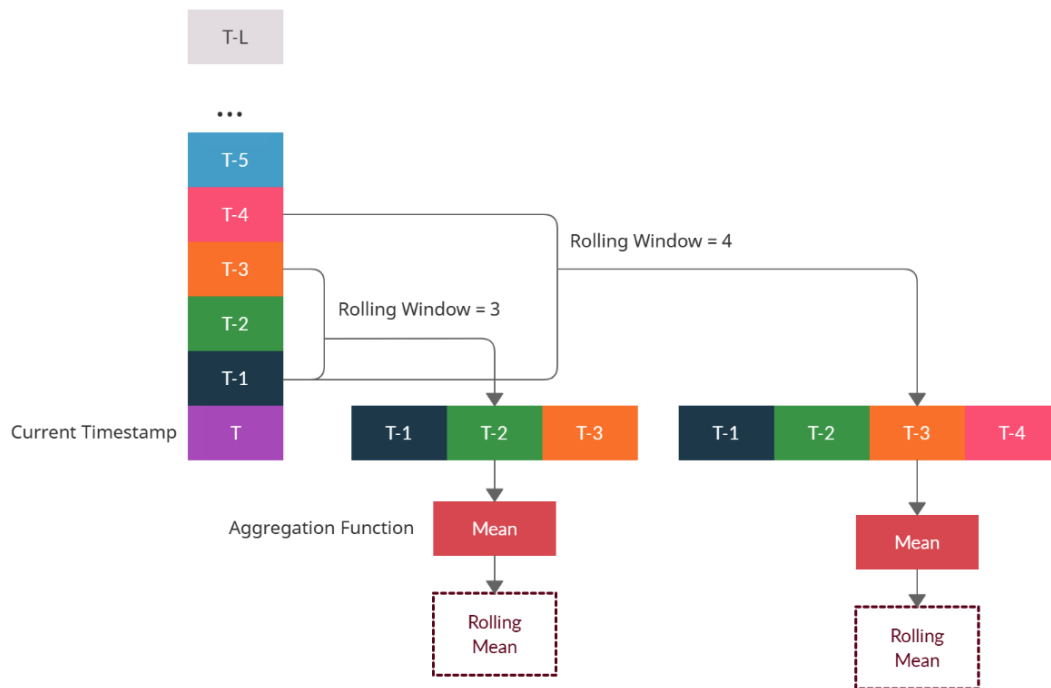 T-L
...
T-5
T-4
Rolling Window = 4
T-3
Rolling Window = 3
T-2
T-1
Current Timestamp T
T-1 T-2 T-3
T-1 T-2 T-3 T-4
Aggregation Function
Mean
Mean
Rolling
Mean
Rolling
Mean